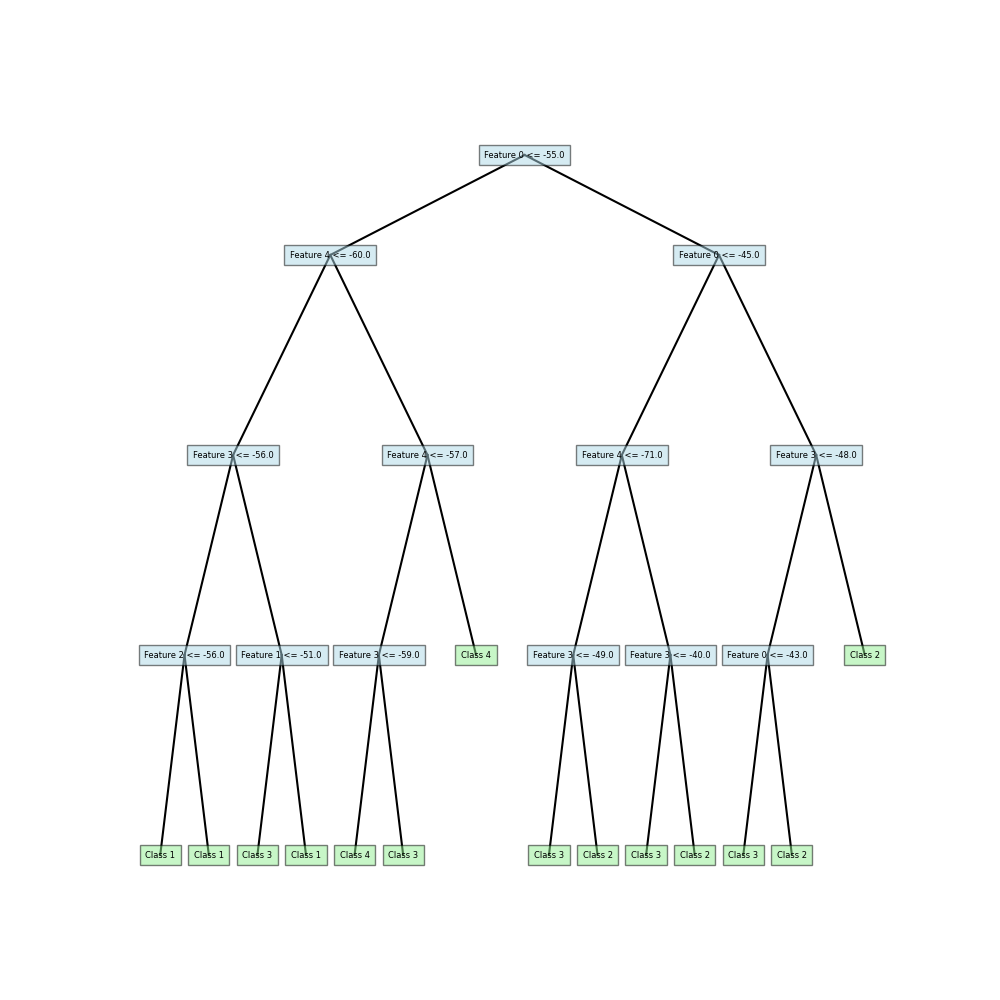 Feature 0 <= -55.0
Feature 4 <= -60.0
Feature 0 <= -45.0
Feature 3 <= -56.0
Feature 4 <= -57.0
Feature 4 <= -71.0
Feature 3 <= -48.0
Feature 2 <= -56.0
Feature 1 <= -51.0
Feature 3 <= -59.0
Class 4
Feature 3 <= -49.0
Feature 3 <= -40.0
Feature 0 <= -43.0
Class 2
Class 1
Class 1
Class 3
Class 1
Class 4
Class 3
Class 3
Class 2
Class 3
Class 2
Class 3
Class 2